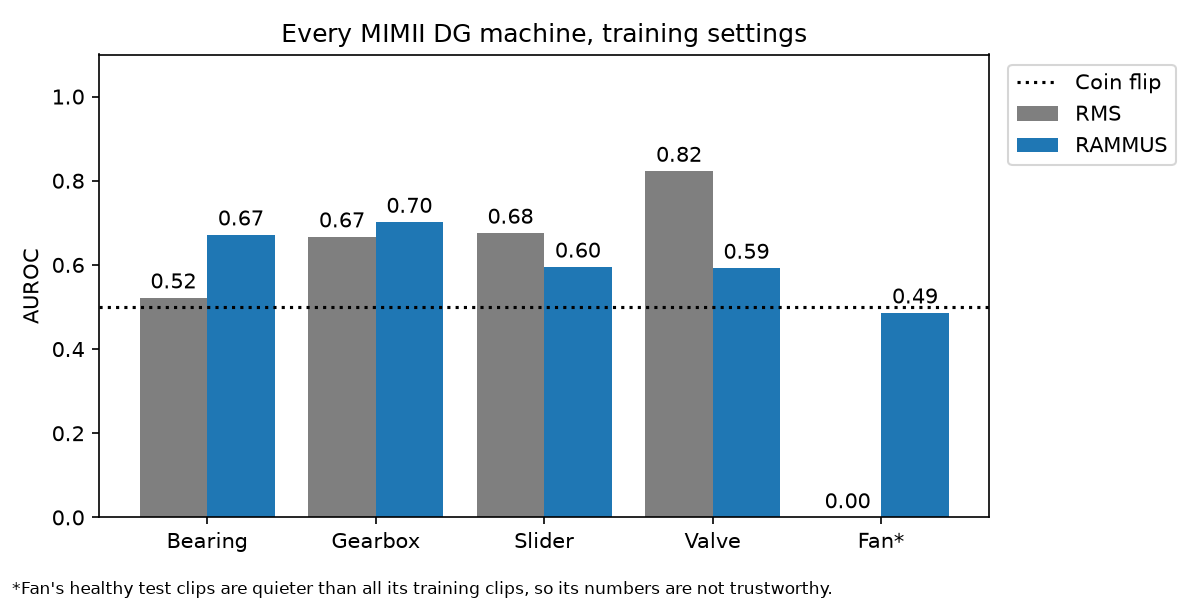 Every MIMII DG machine, training settings
Coin flip
RMS
RAMMUS
AUROC
1.0
0.8
0.6
0.4
0.2
0.0
0.52
0.67
0.67
0.70
0.68
0.60
0.82
0.59
0.00
0.49
Bearing
Gearbox
Slider
Valve
Fan*
*Fan's healthy test clips are quieter than all its training clips, so its numbers are not trustworthy.